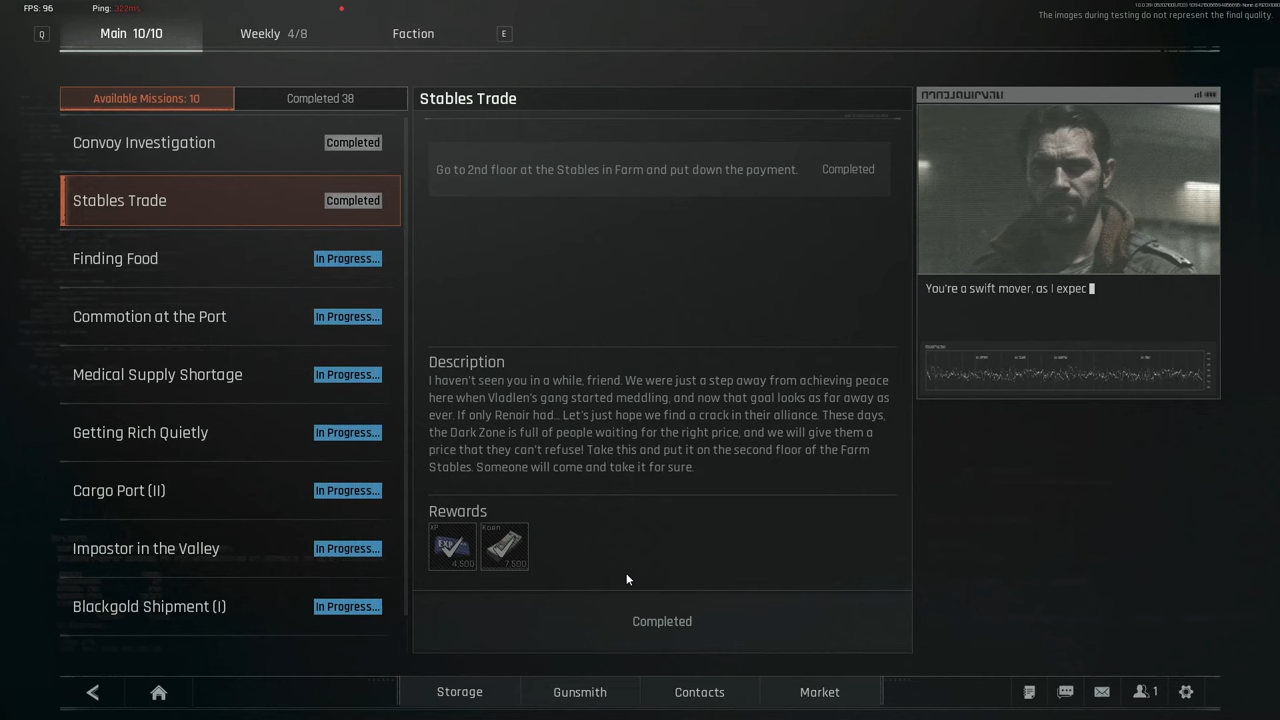 FPS: 96
Ping: 322ms
The images during testing do not represent the final quality.
Q
Main 10/10
Weekly 4/8
Faction
E
Available Missions: 10
Completed 38
Convoy Investigation
Completed
Stables Trade
Completed
Finding Food
In Progress...
Commotion at the Port
In Progress...
Medical Supply Shortage
In Progress...
Getting Rich Quietly
In Progress...
Cargo Port (II)
In Progress...
Impostor in the Valley
In Progress...
Blackgold Shipment (I)
In Progress...
Stables Trade
Go to 2nd floor at the Stables in Farm and put down the payment.
Completed
Description
I haven't seen you in a while, friend. We were just a step away from achieving peace
here when Vladlen's gang started meddling, and now that goal looks as far away as
ever. If only Renoir had... Let's just hope we find a crack in their alliance. These days,
the Dark Zone is full of people waiting for the right price, and we will give them a
price that they can't refuse! Take this and put it on the second floor of the Farm
Stables. Someone will come and take it for sure.
Rewards
XP
EXP
4,500
Koen
7,500
Completed
You're a swift mover, as I expec
Storage
Gunsmith
Contacts
Market
1